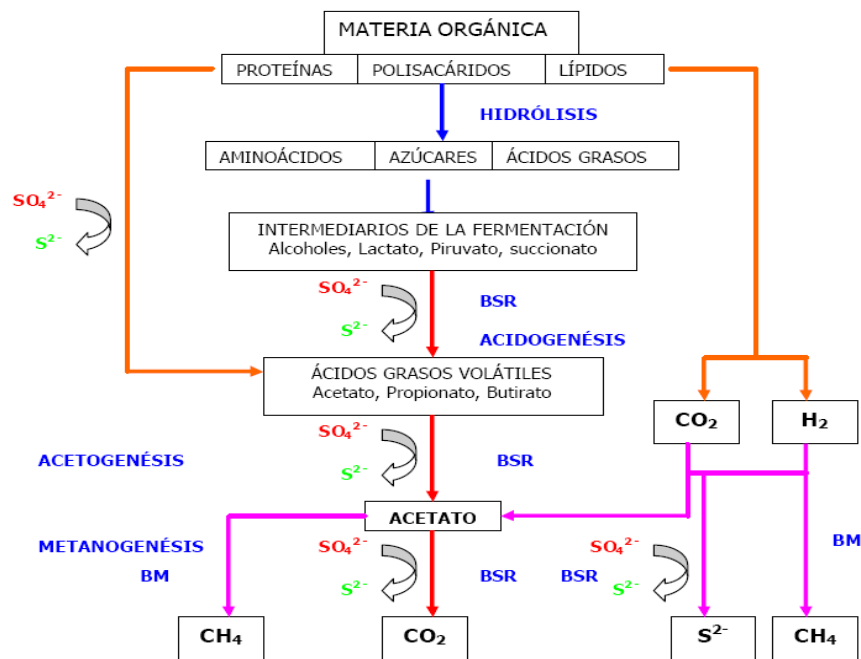 MATERIA ORGÁNICA
PROTEÍNAS POLISACÁRIDOS LÍPIDOS
HIDRÓLISIS
AMINOÁCIDOS AZÚCARES ÁCIDOS GRASOS
SO₄²⁻
S²⁻
INTERMEDIARIOS DE LA FERMENTACIÓN
Alcoholes, Lactato, Piruvato, succionato
SO₄²⁻
BSR
S²⁻
ACIDOGENÉSIS
ÁCIDOS GRASOS VOLÁTILES
Acetato, Propionato, Butirato
CO₂
H₂
SO₄²⁻
ACETOGENÉSIS
BSR
S²⁻
ACETATO
METANOGENÉSIS
SO₄²⁻
SO₄²⁻
BM
BM
S²⁻
BSR
BSR
S²⁻
CH₄
CO₂
S²⁻
CH₄